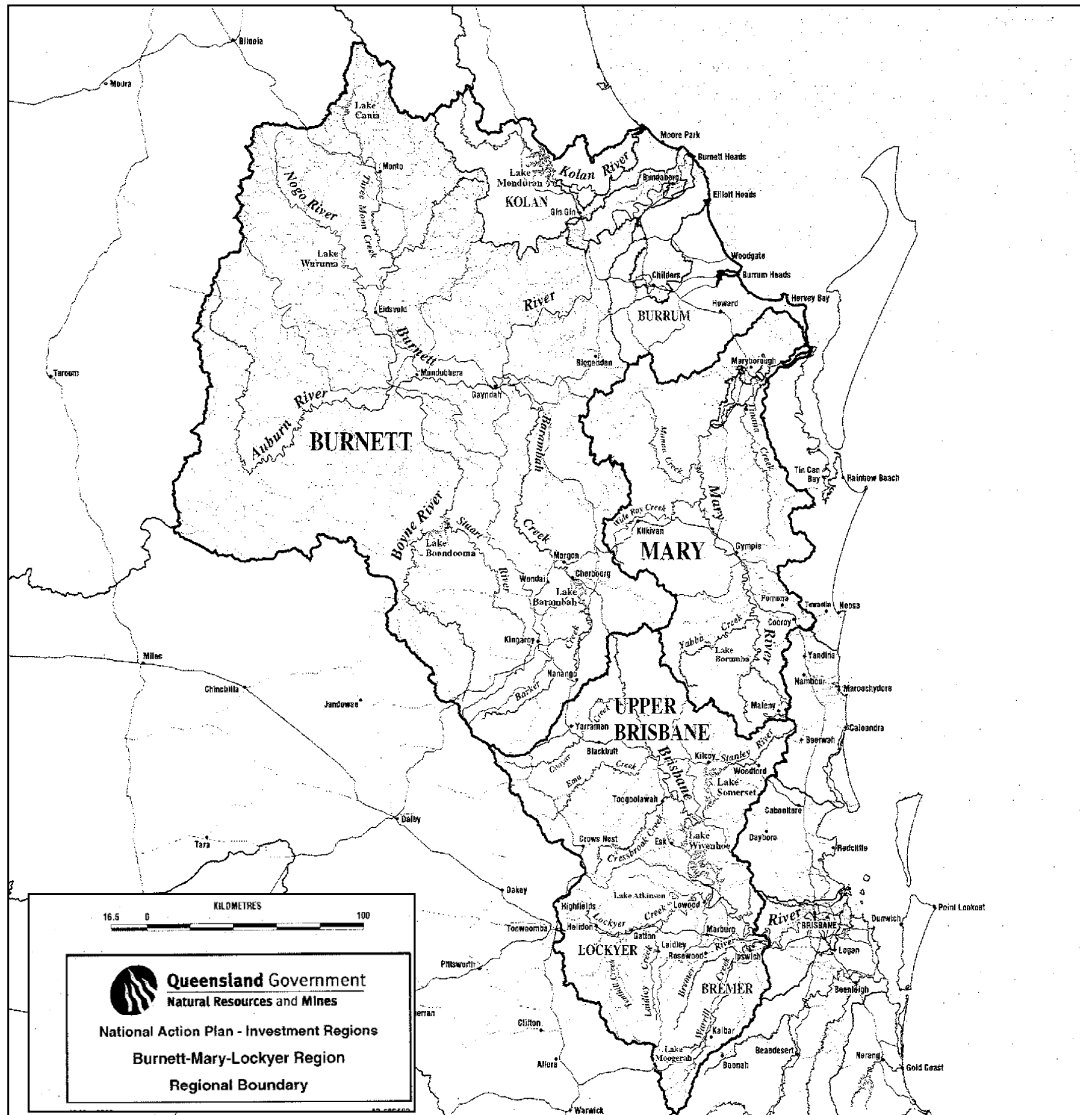 Biloela
Moura
Lake
Cania
Moore Park
Monto
Burnett Heads
Kolan River
Bundaberg
Lake
Monduran
Nogo River
Three Moon Creek
KOLAN
Gin Gin
Elliott Heads
Lake
Wuruma
Woodgate
Burrum Heads
Childers
River
Howard
Hervey Bay
Eidsvold
BURRUM
Burnett
Biggenden
Maryborough
Taroom
Mundubbera
Gayndah
Auburn River
Barambah
Tinana
Creek
BURNETT
Munna Creek
Tin Can
Bay
Rainbow Beach
Mary
Boyne River
Stuart
Wide Bay Creek
Kilkivan
Lake
Boondooma
Creek
MARY
Gympie
Murgon
River
Cherbourg
Wondai
Lake
Barambah
Pomona
Tewantin
Noosa
Cooroy
Kingaroy
Creek
Yabba Creek
River
Lake
Borumba
Yandina
Miles
Nanango
Nambour
Maroochydore
Chinchilla
Barker
Jandowae
Maleny
UPPER
BRISBANE
Creek
Yarraman
Caloundra
Beerwah
Blackbutt
Kilcoy
Stanley River
Cooyar
Emu Creek
Brisbane
Woodford
Lake
Somerset
Toogoolawah
Caboolture
Dalby
Dayboro
Tara
Crows Nest
Cressbrook Creek
Esk
Lake
Wivenhoe
Redcliffe
Oakey
Lake Atkinson
Highfields
Lowood
Point Lookout
Toowoomba
Lockyer Creek
Helidon
Gatton
Marburg
River
BRISBANE
Dunwich
LOCKYER
Laidley
Rosewood
River
Ipswich
Logan
Pittsworth
Laidley Creek
Bremer
BREMER
Beenleigh
Warrill Creek
Kalbar
Clifton
Lake
Moogerah
Beaudesert
Boonah
Nerang
Gold Coast
Allora
Warwick
KILOMETRES
16.5 0 100
Queensland Government
Natural Resources and Mines
National Action Plan - Investment Regions
Burnett-Mary-Lockyer Region
Regional Boundary